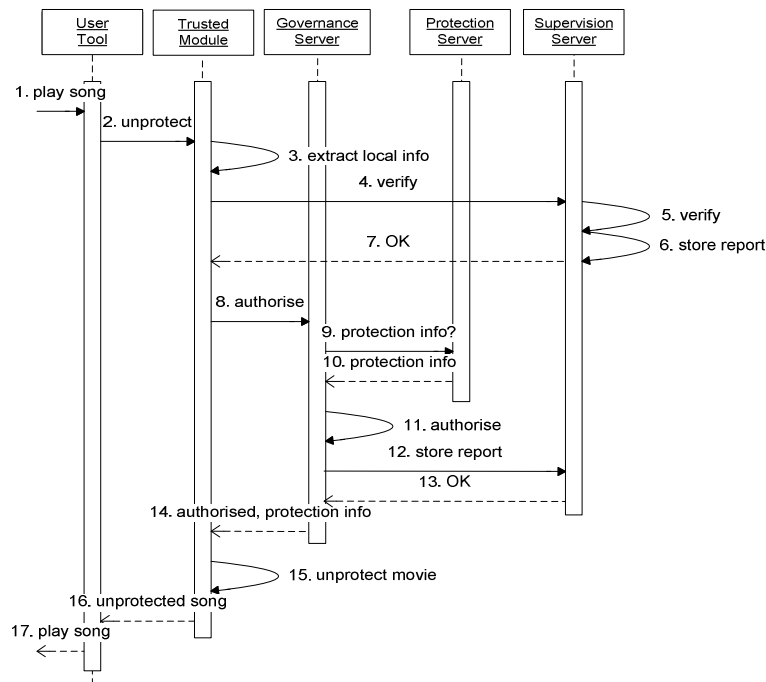 User
Tool
Trusted
Module
Governance
Server
Protection
Server
Supervision
Server
1. play song
2. unprotect
3. extract local info
4. verify
5. verify
6. store report
7. OK
8. authorise
9. protection info?
10. protection info
11. authorise
12. store report
13. OK
14. authorised, protection info
15. unprotect movie
16. unprotected song
17. play song